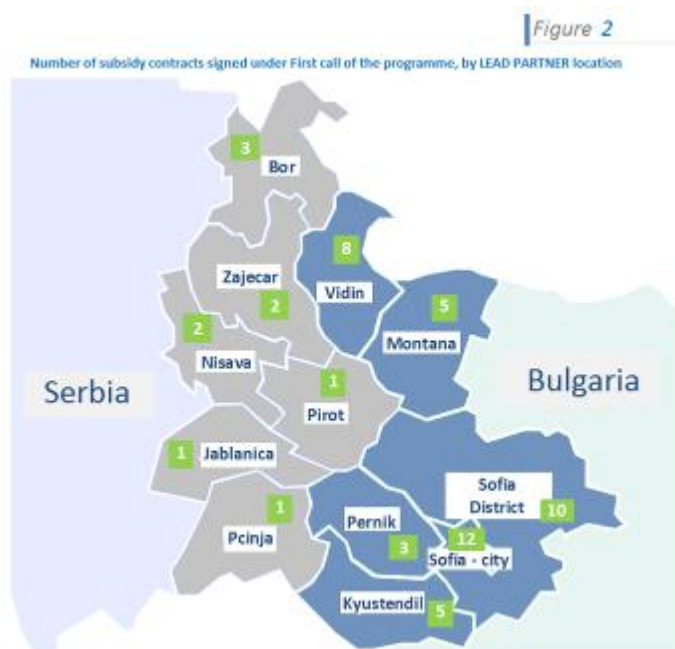 Figure 2
Number of subsidy contracts signed under First call of the programme, by LEAD PARTNER location
3
Bor
8
Vidin
Zajecar
2
5
Montana
2
Nisava
1
Pirot
Serbia
Bulgaria
1
Jablanica
1
Pcinja
Sofia
District
10
Pernik
3
12
Sofia - city
Kyustendil
5